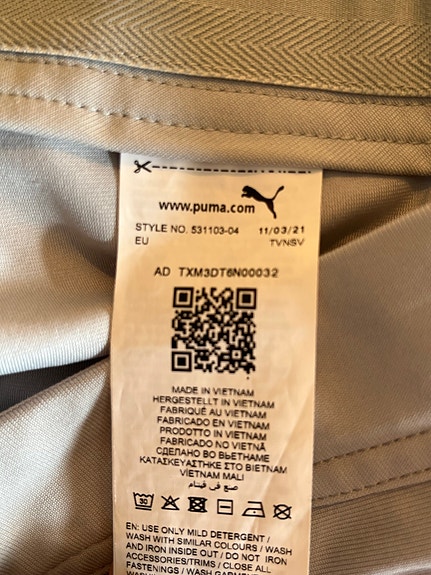 www.puma.com
STYLE NO. 531103-04 11/03/21
EU TVNSV
AD TXM3DT6N00032
MADE IN VIETNAM
HERGESTELLT IN VIETNAM
FABRIQUÉ AU VIETNAM
FABRICADO EN VIETNAM
PRODOTTO IN VIETNAM
FABRICADO NO VIETNÃ
СДЕЛАНО ВО ВЬЕТНАМЕ
ΚΑΤΑΣΚΕΥΑΣΤΗΚΕ ΣΤΟ ΒΙΕΤΝΑΜ
VİETNAM MALI
صنع في فيتنام
30
EN: USE ONLY MILD DETERGENT /
WASH WITH SIMILAR COLOURS / WASH
AND IRON INSIDE OUT / DO NOT IRON
ACCESSORIES/TRIMS / CLOSE ALL
FASTENINGS / WASH